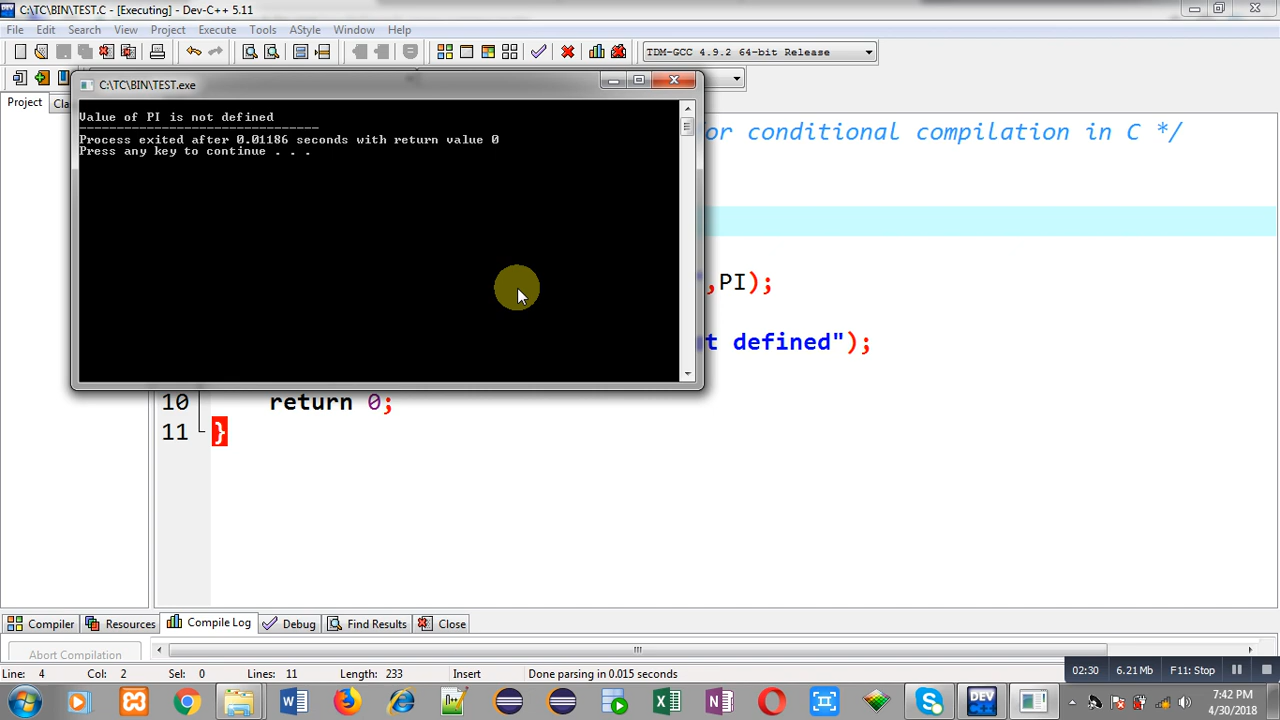 C:\TC\BIN\TEST.C - [Executing] - Dev-C++ 5.11
File Edit Search View Project Execute Tools AStyle Window Help
TDM-GCC 4.9.2 64-bit Release
C:\TC\BIN\TEST.exe
Project Cla
Value of PI is not defined
--------------------------------
Process exited after 0.01186 seconds with return value 0
Press any key to continue . . .
or conditional compilation in C */
,PI);
t defined");
10 return 0;
11 }
Compiler Resources Compile Log Debug Find Results Close
Abort Compilation
Line: 4 Col: 2 Sel: 0 Lines: 11 Length: 233 Insert Done parsing in 0.015 seconds
02:30 6.21 Mb F11: Stop
7:42 PM
4/30/2018